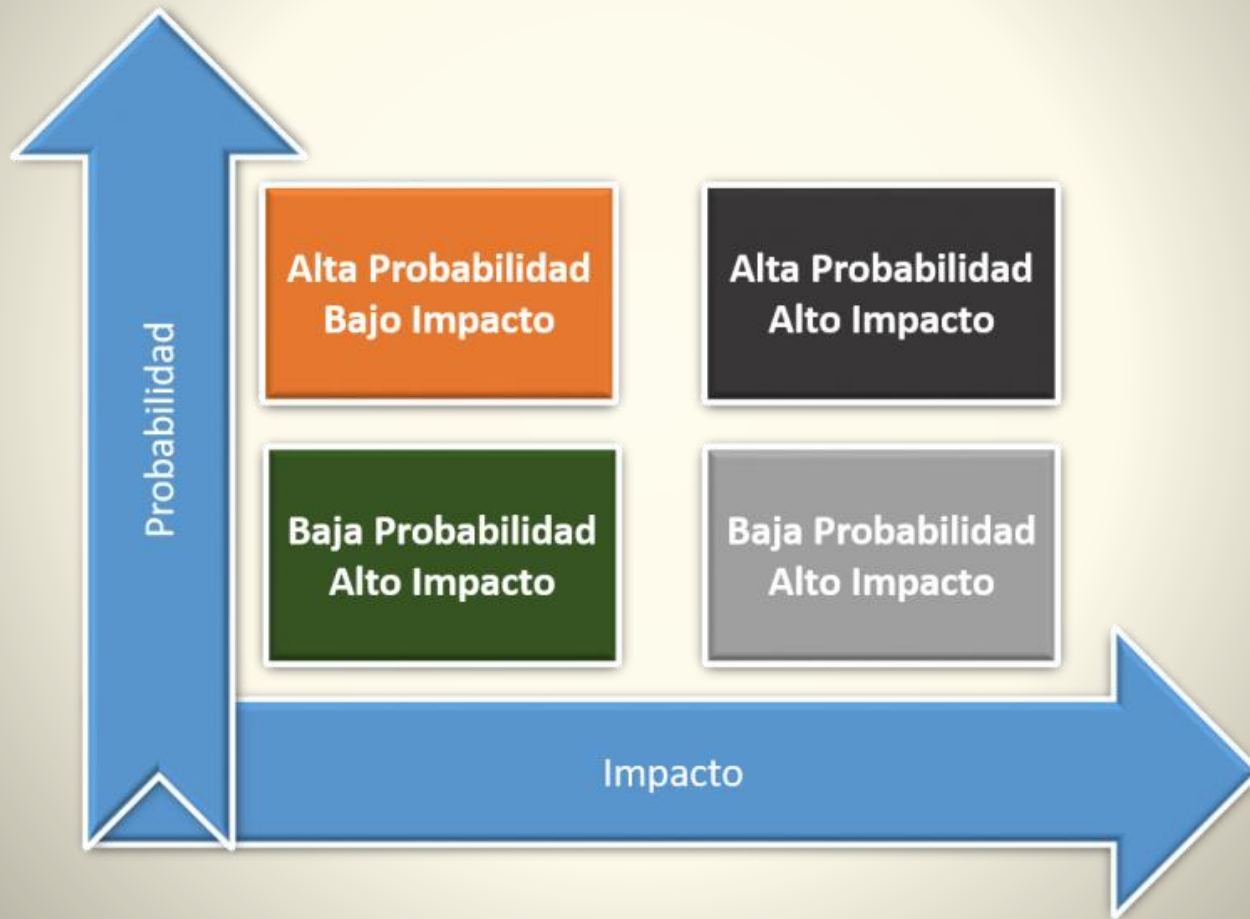 Alta Probabilidad
Bajo Impacto
Alta Probabilidad
Alto Impacto
Probabilidad
Baja Probabilidad
Alto Impacto
Baja Probabilidad
Alto Impacto
Impacto